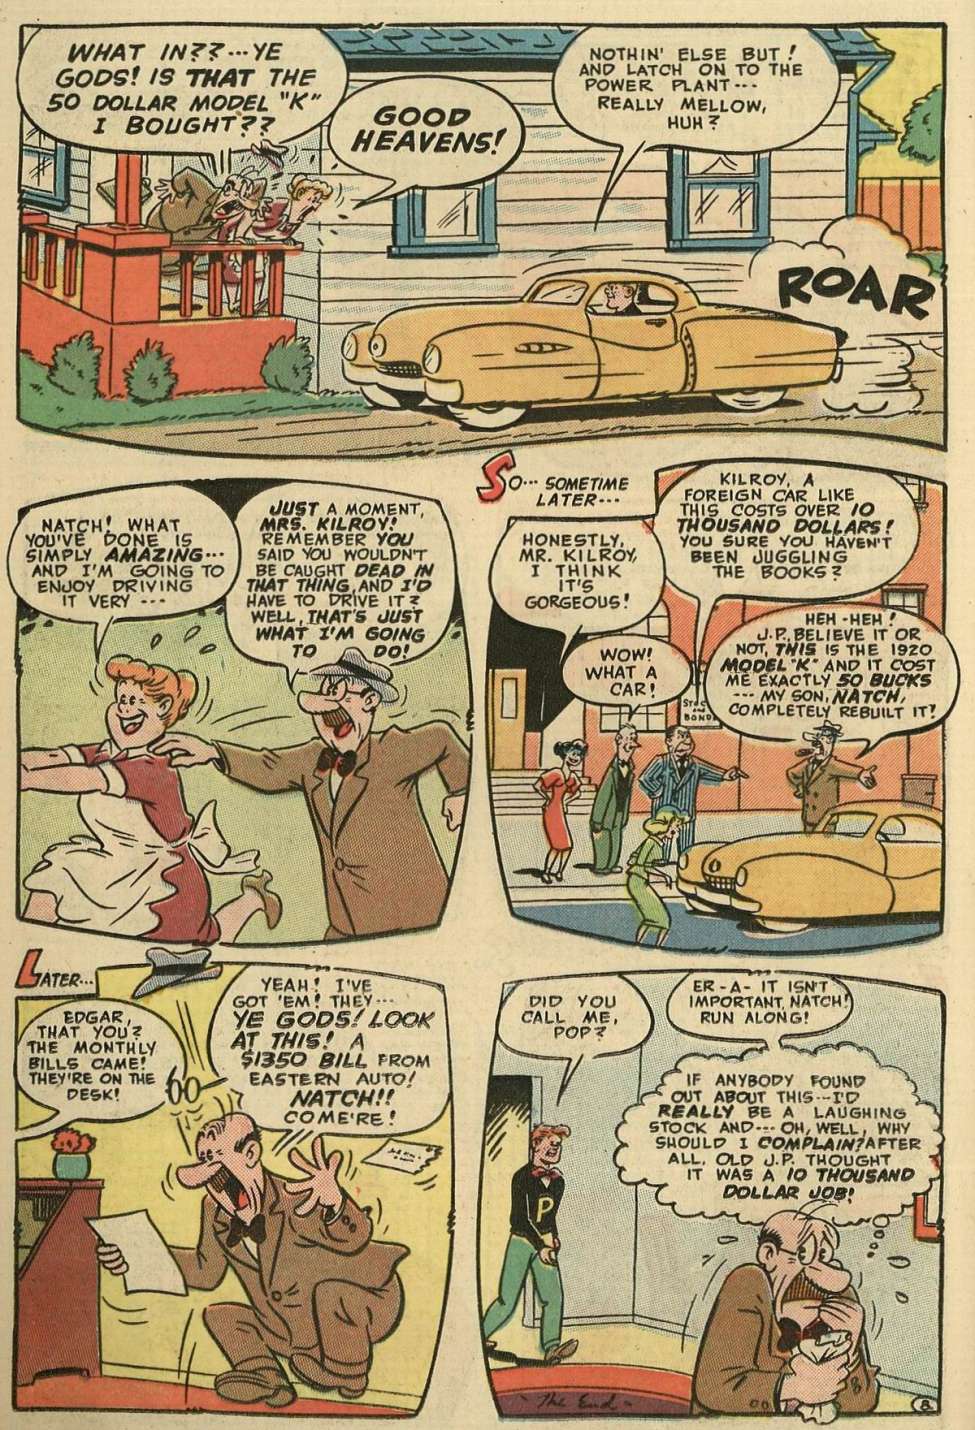 WHAT IN??---YE
GODS! IS THAT THE
50 DOLLAR MODEL "K"
I BOUGHT??
GOOD
HEAVENS!
NOTHIN' ELSE BUT!
AND LATCH ON TO THE
POWER PLANT---
REALLY MELLOW,
HUH?
ROAR
NATCH! WHAT
YOU'VE DONE IS
SIMPLY AMAZING---
AND I'M GOING TO
ENJOY DRIVING
IT VERY ---
JUST A MOMENT,
MRS. KILROY!
REMEMBER YOU
SAID YOU WOULDN'T
BE CAUGHT DEAD IN
THAT THING, AND I'D
HAVE TO DRIVE IT?
WELL, THAT'S JUST
WHAT I'M GOING
TO DO!
SO--- SOMETIME
LATER---
HONESTLY,
MR. KILROY,
I THINK
IT'S
GORGEOUS!
KILROY, A
FOREIGN CAR LIKE
THIS COSTS OVER 10
THOUSAND DOLLARS!
YOU SURE YOU HAVEN'T
BEEN JUGGLING
THE BOOKS?
WOW!
WHAT A
CAR!
HEH-HEH!
J.P. BELIEVE IT OR
NOT, THIS IS THE 1920
MODEL "K" AND IT COST
ME EXACTLY 50 BUCKS
--- MY SON, NATCH,
COMPLETELY REBUILT IT?
AND
BOND
LATER...
EDGAR,
THAT YOU?
THE MONTHLY
BILLS CAME!
THEY'RE ON THE
DESK!
YEAH! I'VE
GOT 'EM! THEY---
YE GODS! LOOK
AT THIS! A
$1350 BILL FROM
EASTERN AUTO!
NATCH!!
COME'RE!
DID YOU
CALL ME,
POP?
ER-A- IT ISN'T
IMPORTANT, NATCH!
RUN ALONG!
IF ANYBODY FOUND
OUT ABOUT THIS--I'D
REALLY BE A LAUGHING
STOCK AND--- OH, WELL, WHY
SHOULD I COMPLAIN? AFTER
ALL, OLD J.P. THOUGHT
IT WAS A 10 THOUSAND
DOLLAR JOB!
P
- The End -
8